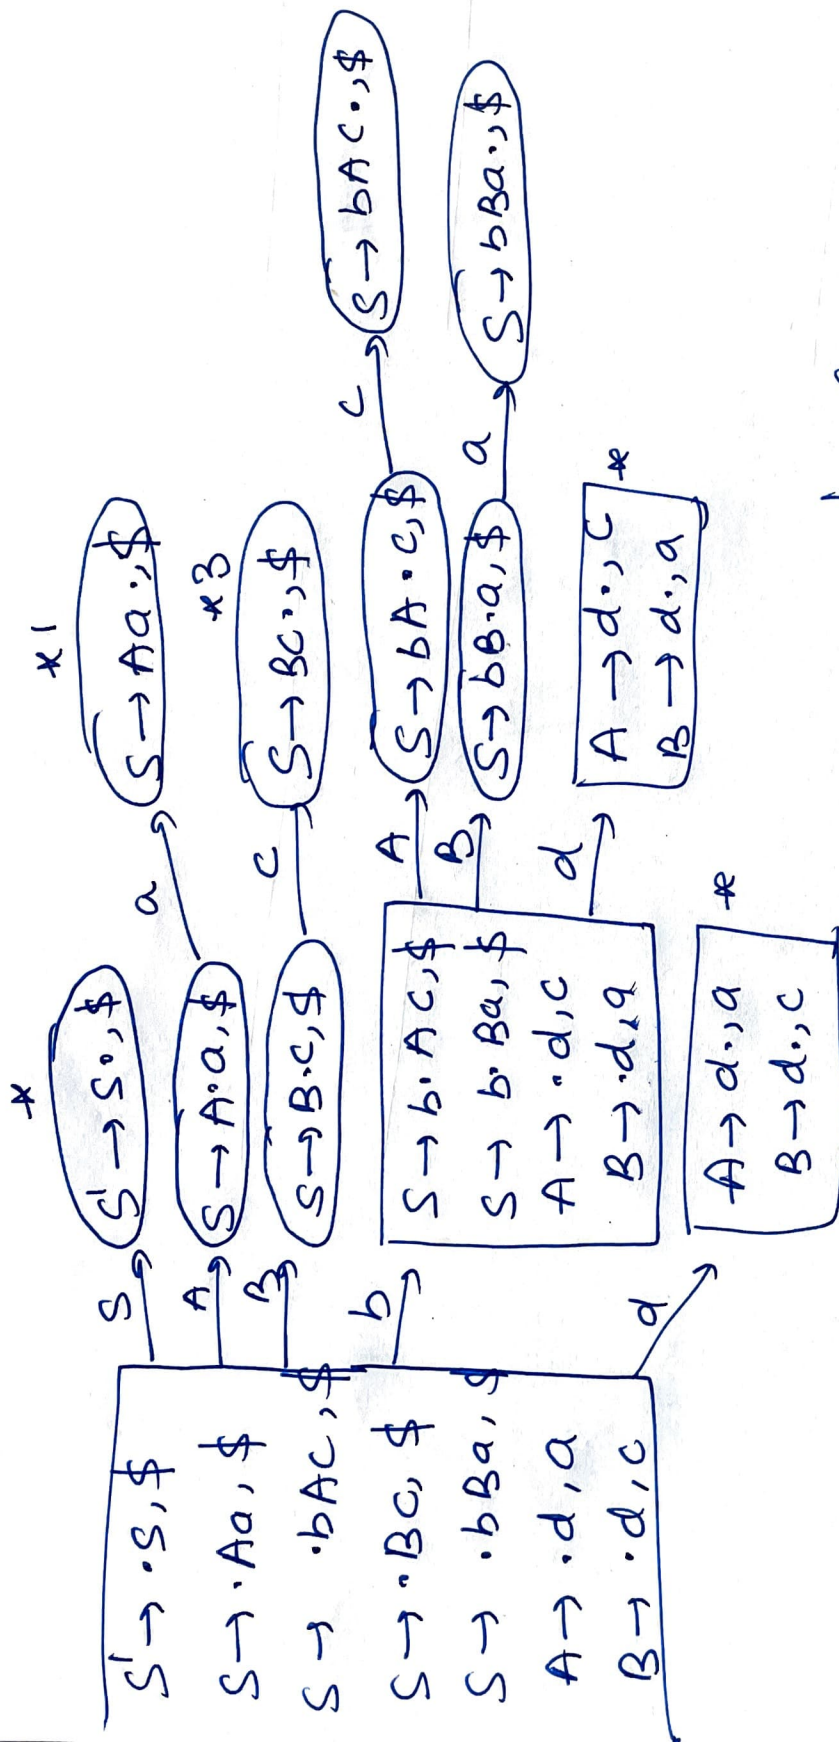 S' → .S, $
S → .Aa, $
S → .bAc, $
S → .Bc, $
S → .bBa, $
A → .d, a
B → .d, c
S
A
B
b
d
*
S' → S., $
S → A.a, $
S → B.c, $
S → b.Ac, $
S → b.Ba, $
A → .d, c
B → .d, a
A → d., a
B → d., c
*
a
c
A
B
d
*1
S → Aa., $
*3
S → Bc., $
S → bA.c, $
S → bB.a, $
A → d., c
B → d., a
*
c
a
S → bAc., $
S → bBa., $